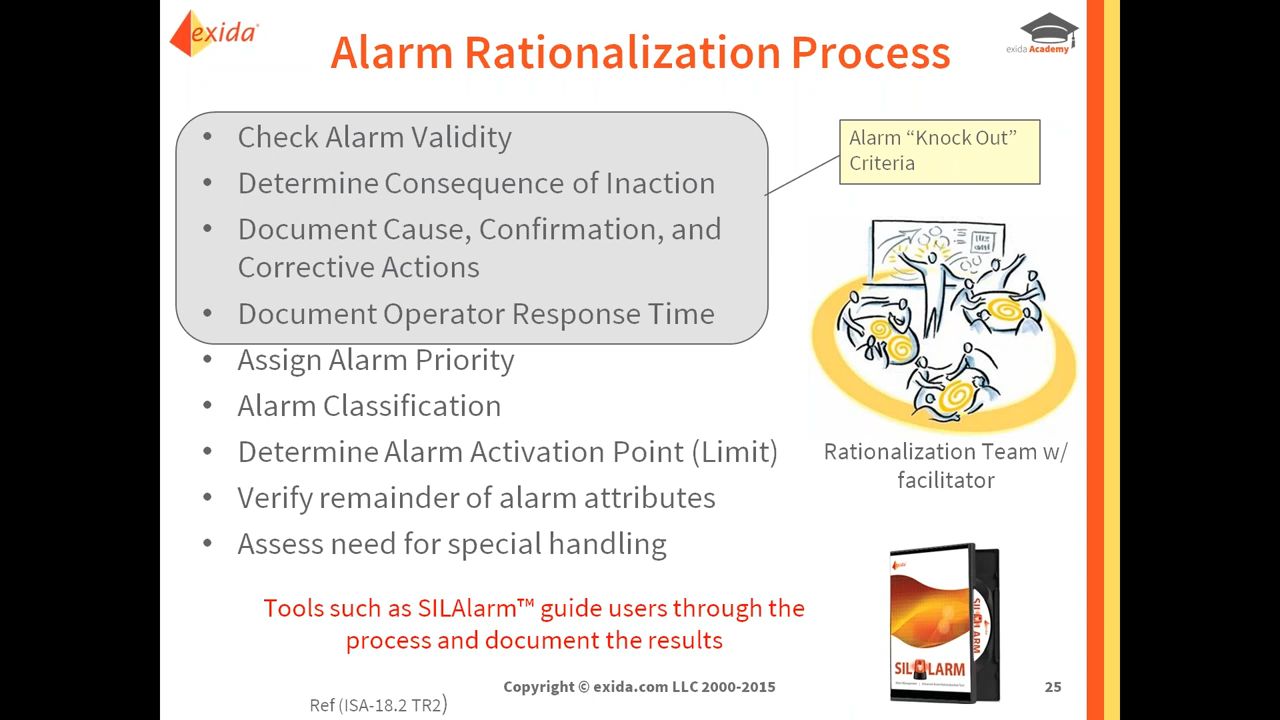 exida
exida Academy
Alarm Rationalization Process
• Check Alarm Validity
• Determine Consequence of Inaction
• Document Cause, Confirmation, and
Corrective Actions
• Document Operator Response Time
• Assign Alarm Priority
• Alarm Classification
• Determine Alarm Activation Point (Limit)
• Verify remainder of alarm attributes
• Assess need for special handling
Alarm “Knock Out”
Criteria
Rationalization Team w/
facilitator
Tools such as SILAlarm™ guide users through the
process and document the results
exida
SILALARM
SILALARM
Copyright © exida.com LLC 2000-2015
25
Ref (ISA-18.2 TR2)